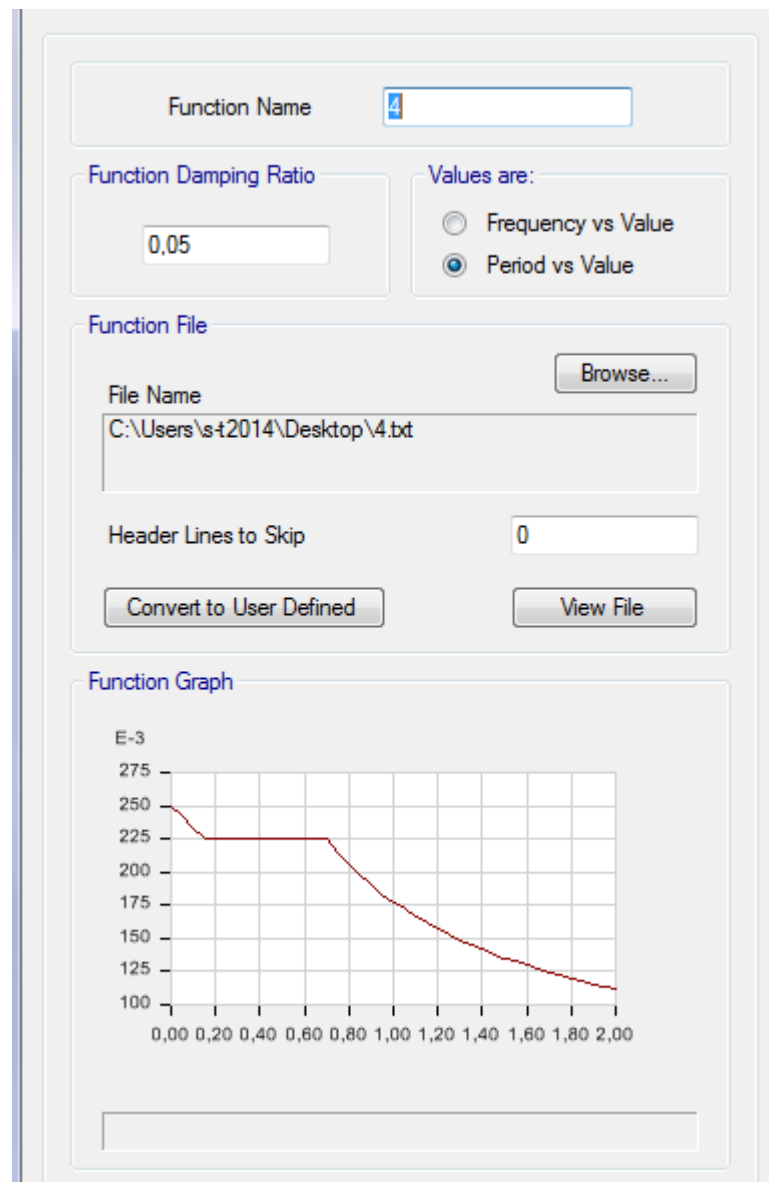 Function Name 4
Function Damping Ratio
0,05
Values are:
Frequency vs Value
Period vs Value
Function File
Browse...
File Name
C:\Users\s-t2014\Desktop\4.txt
Header Lines to Skip 0
Convert to User Defined View File
Function Graph
E-3
275
250
225
200
175
150
125
100
0,00 0,20 0,40 0,60 0,80 1,00 1,20 1,40 1,60 1,80 2,00